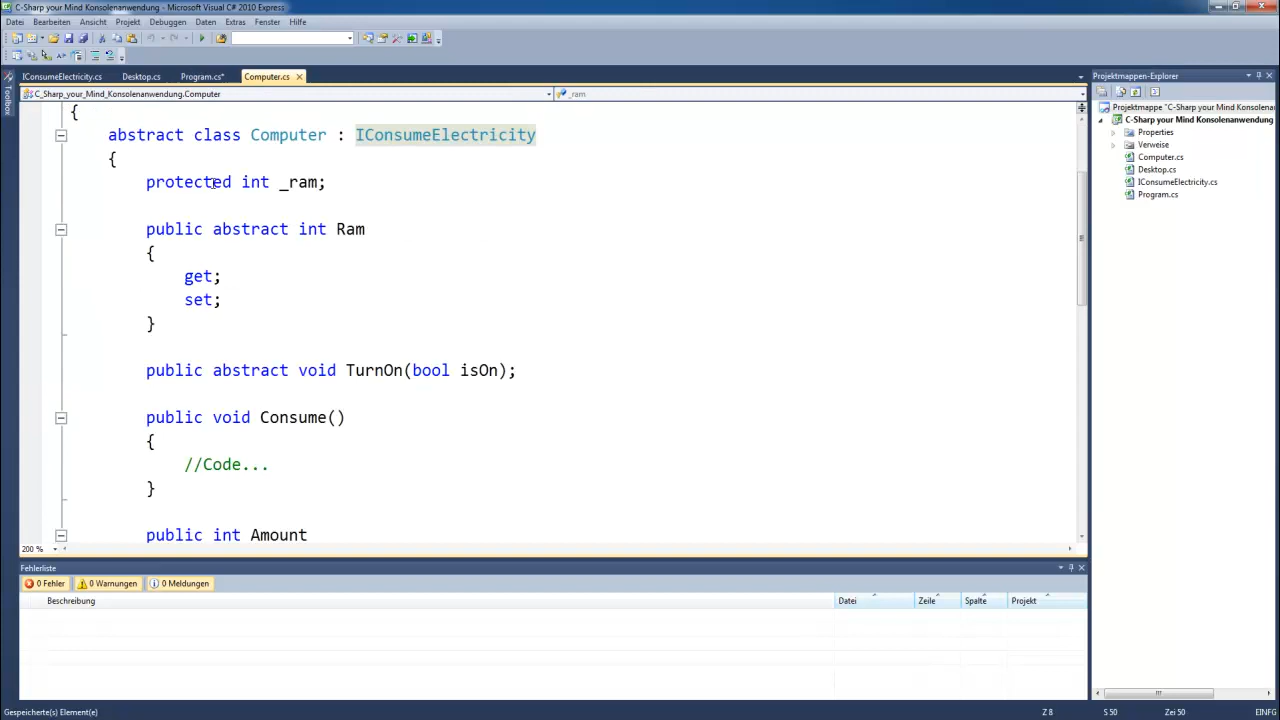 C-Sharp your Mind Konsolenanwendung - Microsoft Visual C# 2010 Express
Datei Bearbeiten Ansicht Projekt Debuggen Daten Extras Fenster Hilfe
IConsumeElectricity.cs Desktop.cs Program.cs* Computer.cs
C_Sharp_your_Mind_Konsolenanwendung.Computer _ram
Toolbox
{
abstract class Computer : IConsumeElectricity
{
protected int _ram;
public abstract int Ram
{
get;
set;
}
public abstract void TurnOn(bool isOn);
public void Consume()
{
//Code...
}
public int Amount
200 %
Projektmappen-Explorer
Projektmappe "C-Sharp your Mind Konsolena
C-Sharp your Mind Konsolenanwendung
Properties
Verweise
Computer.cs
Desktop.cs
IConsumeElectricity.cs
Program.cs
Fehlerliste
0 Fehler 0 Warnungen 0 Meldungen
Beschreibung Datei Zeile Spalte Projekt
Gespeicherte(s) Element(e) Z 8 S 50 Zei 50 EINFG